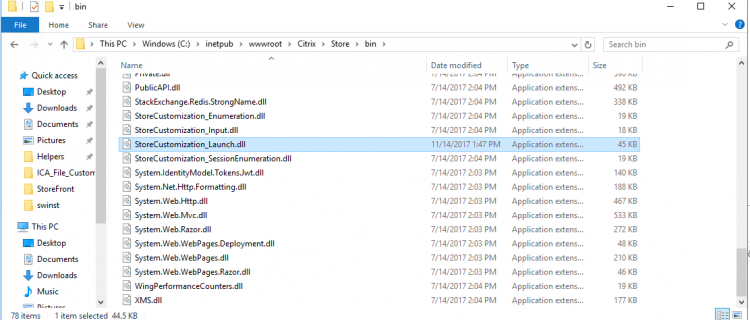 bin
File
Home
Share
View
This PC > Windows (C:) > inetpub > wwwroot > Citrix > Store > bin
Search bin
Name Date modified Type Size
Quick access
Desktop
Downloads
Documents
Pictures
Helpers
ICA_File_Custom
StoreFront
swinst
This PC
Desktop
Documents
Downloads
Music
Pictures
Private.dll 7/14/2017 2:04 PM Application extens... 590 KB
PublicAPI.dll 7/14/2017 2:04 PM Application extens... 492 KB
StackExchange.Redis.StrongName.dll 7/14/2017 2:04 PM Application extens... 338 KB
StoreCustomization_Enumeration.dll 7/14/2017 2:04 PM Application extens... 19 KB
StoreCustomization_Input.dll 7/14/2017 2:04 PM Application extens... 18 KB
StoreCustomization_Launch.dll 11/14/2017 1:47 PM Application extens... 45 KB
StoreCustomization_SessionEnumeration.dll 7/14/2017 2:04 PM Application extens... 19 KB
System.IdentityModel.Tokens.Jwt.dll 7/14/2017 2:03 PM Application extens... 140 KB
System.Net.Http.Formatting.dll 7/14/2017 2:03 PM Application extens... 188 KB
System.Web.Http.dll 7/14/2017 2:03 PM Application extens... 467 KB
System.Web.Mvc.dll 7/14/2017 2:03 PM Application extens... 533 KB
System.Web.Razor.dll 7/14/2017 2:03 PM Application extens... 272 KB
System.Web.WebPages.Deployment.dll 7/14/2017 2:03 PM Application extens... 48 KB
System.Web.WebPages.dll 7/14/2017 2:03 PM Application extens... 210 KB
System.Web.WebPages.Razor.dll 7/14/2017 2:03 PM Application extens... 46 KB
WingPerformanceCounters.dll 7/14/2017 2:04 PM Application extens... 19 KB
XMS.dll 7/14/2017 2:04 PM Application extens... 177 KB
78 items 1 item selected 44.5 KB